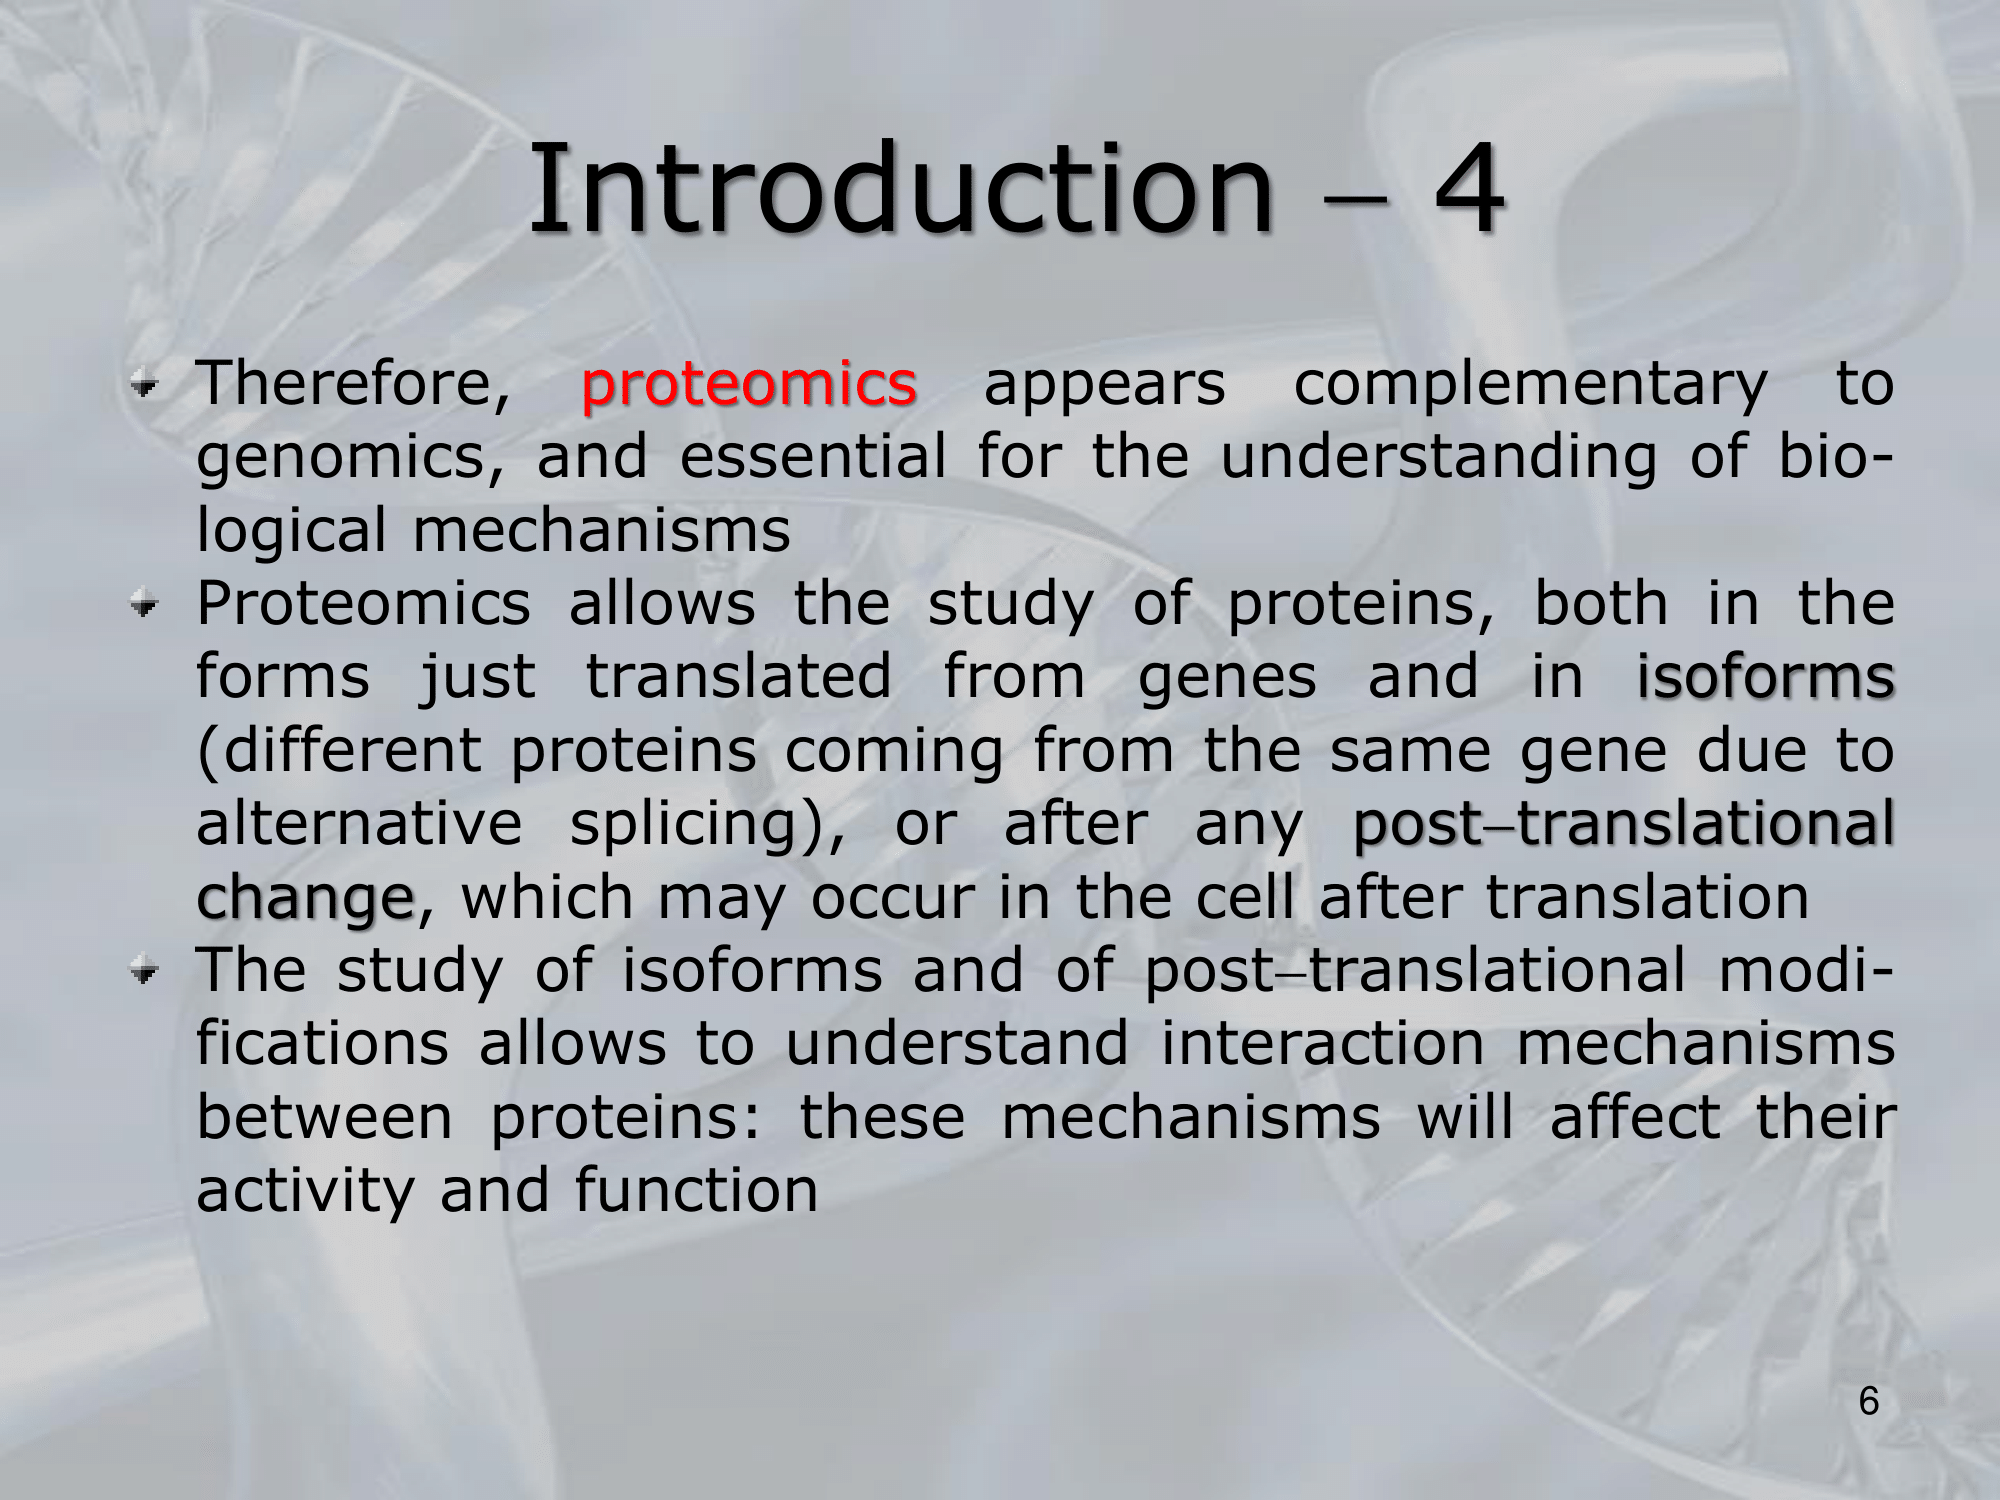 Introduction – 4
Therefore, proteomics appears complementary to
genomics, and essential for the understanding of bio-
logical mechanisms
Proteomics allows the study of proteins, both in the
forms just translated from genes and in isoforms
(different proteins coming from the same gene due to
alternative splicing), or after any post–translational
change, which may occur in the cell after translation
The study of isoforms and of post–translational modi-
fications allows to understand interaction mechanisms
between proteins: these mechanisms will affect their
activity and function
6